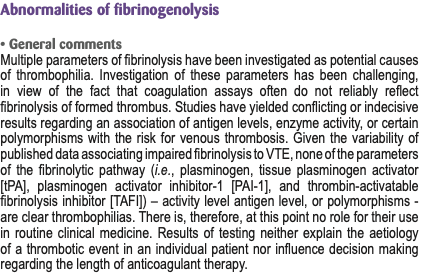 Abnormalities of fibrinogenolysis
• General comments
Multiple parameters of fibrinolysis have been investigated as potential causes
of thrombophilia. Investigation of these parameters has been challenging,
in view of the fact that coagulation assays often do not reliably reflect
fibrinolysis of formed thrombus. Studies have yielded conflicting or indecisive
results regarding an association of antigen levels, enzyme activity, or certain
polymorphisms with the risk for venous thrombosis. Given the variability of
published data associating impaired fibrinolysis to VTE, none of the parameters
of the fibrinolytic pathway (i.e., plasminogen, tissue plasminogen activator
[tPA], plasminogen activator inhibitor-1 [PAI-1], and thrombin-activatable
fibrinolysis inhibitor [TAFI]) – activity level antigen level, or polymorphisms -
are clear thrombophilias. There is, therefore, at this point no role for their use
in routine clinical medicine. Results of testing neither explain the aetiology
of a thrombotic event in an individual patient nor influence decision making
regarding the length of anticoagulant therapy.